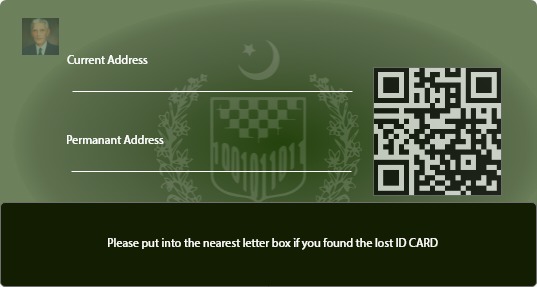 Current Address
Permanant Address
Please put into the nearest letter box if you found the lost ID CARD